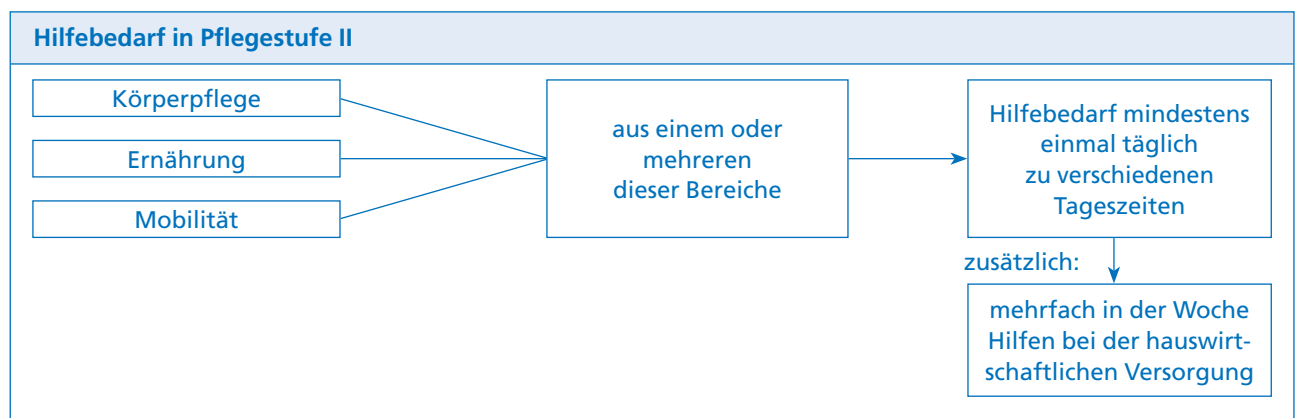 Hilfebedarf in Pflegestufe II
Körperpflege
Ernährung
Mobilität
aus einem oder
mehreren
dieser Bereiche
Hilfebedarf mindestens
einmal täglich
zu verschiedenen
Tageszeiten
zusätzlich:
mehrfach in der Woche
Hilfen bei der hauswirt-
schaftlichen Versorgung